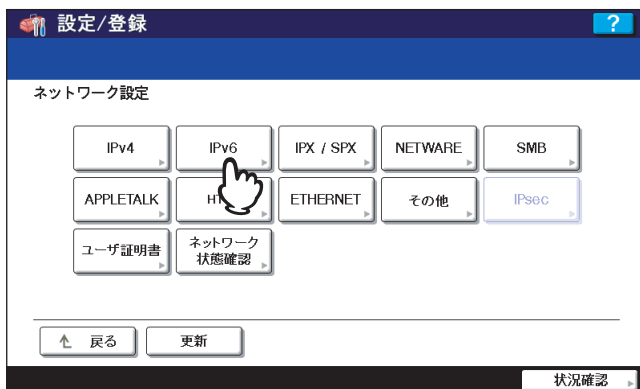 設定/登録
?
ネットワーク設定
IPv4
IPv6
IPX / SPX
NETWARE
SMB
APPLETALK
ETHERNET
その他
IPsec
ユーザ証明書
ネットワーク
状態確認
戻る
更新
状況確認